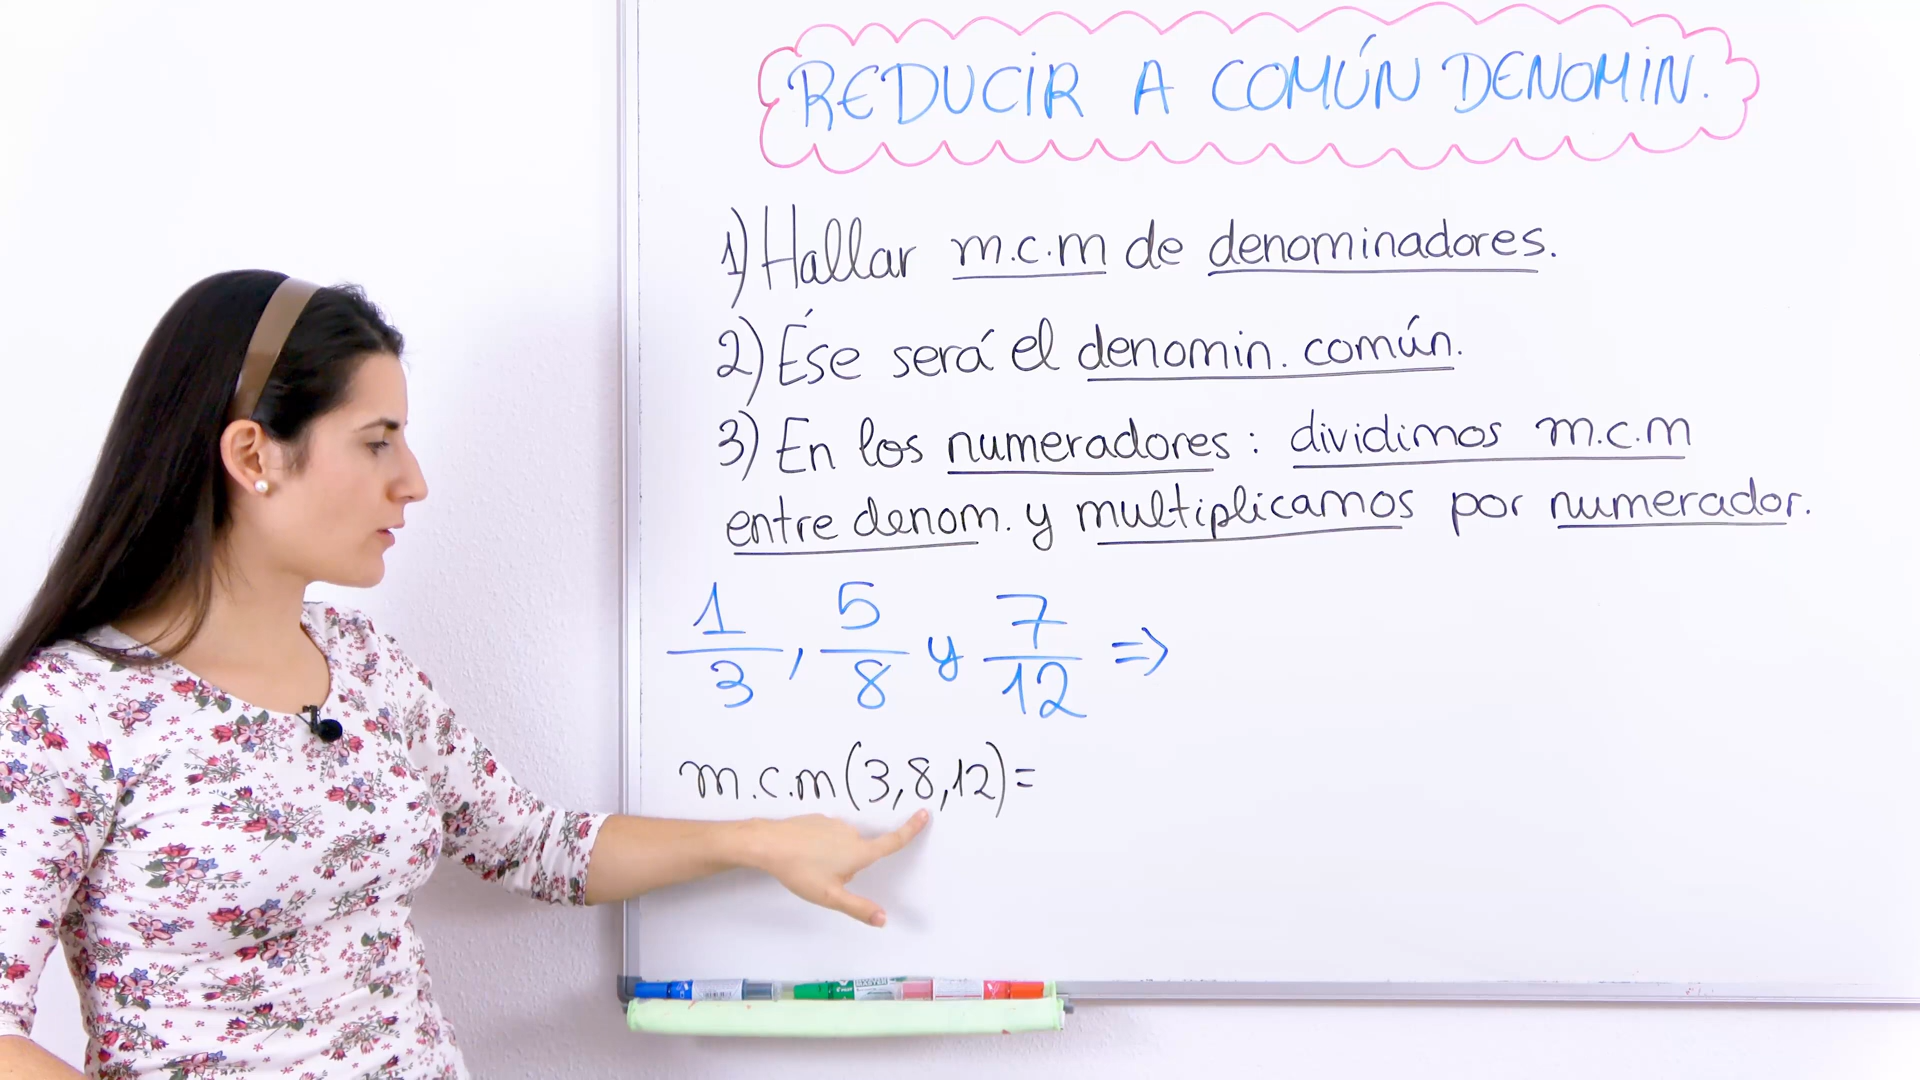 REDUCIR A COMÚN DENOMIN.
1) Hallar m.c.m de denominadores.
2) Ése será el denomin. común.
3) En los numeradores: dividimos m.c.m
entre denom. y multiplicamos por numerador.
1/3, 5/8 y 7/12 ⇒
m.c.m(3,8,12)=